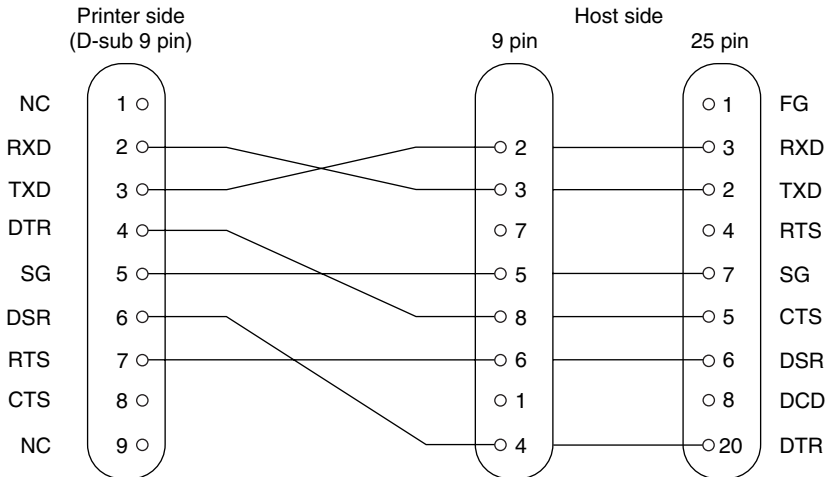 Printer side
(D-sub 9 pin)
Host side
9 pin
25 pin
NC 1 1 FG
RXD 2 2 3 RXD
TXD 3 3 2 TXD
DTR 4 7 4 RTS
SG 5 5 7 SG
DSR 6 8 5 CTS
RTS 7 6 6 DSR
CTS 8 1 8 DCD
NC 9 4 20 DTR